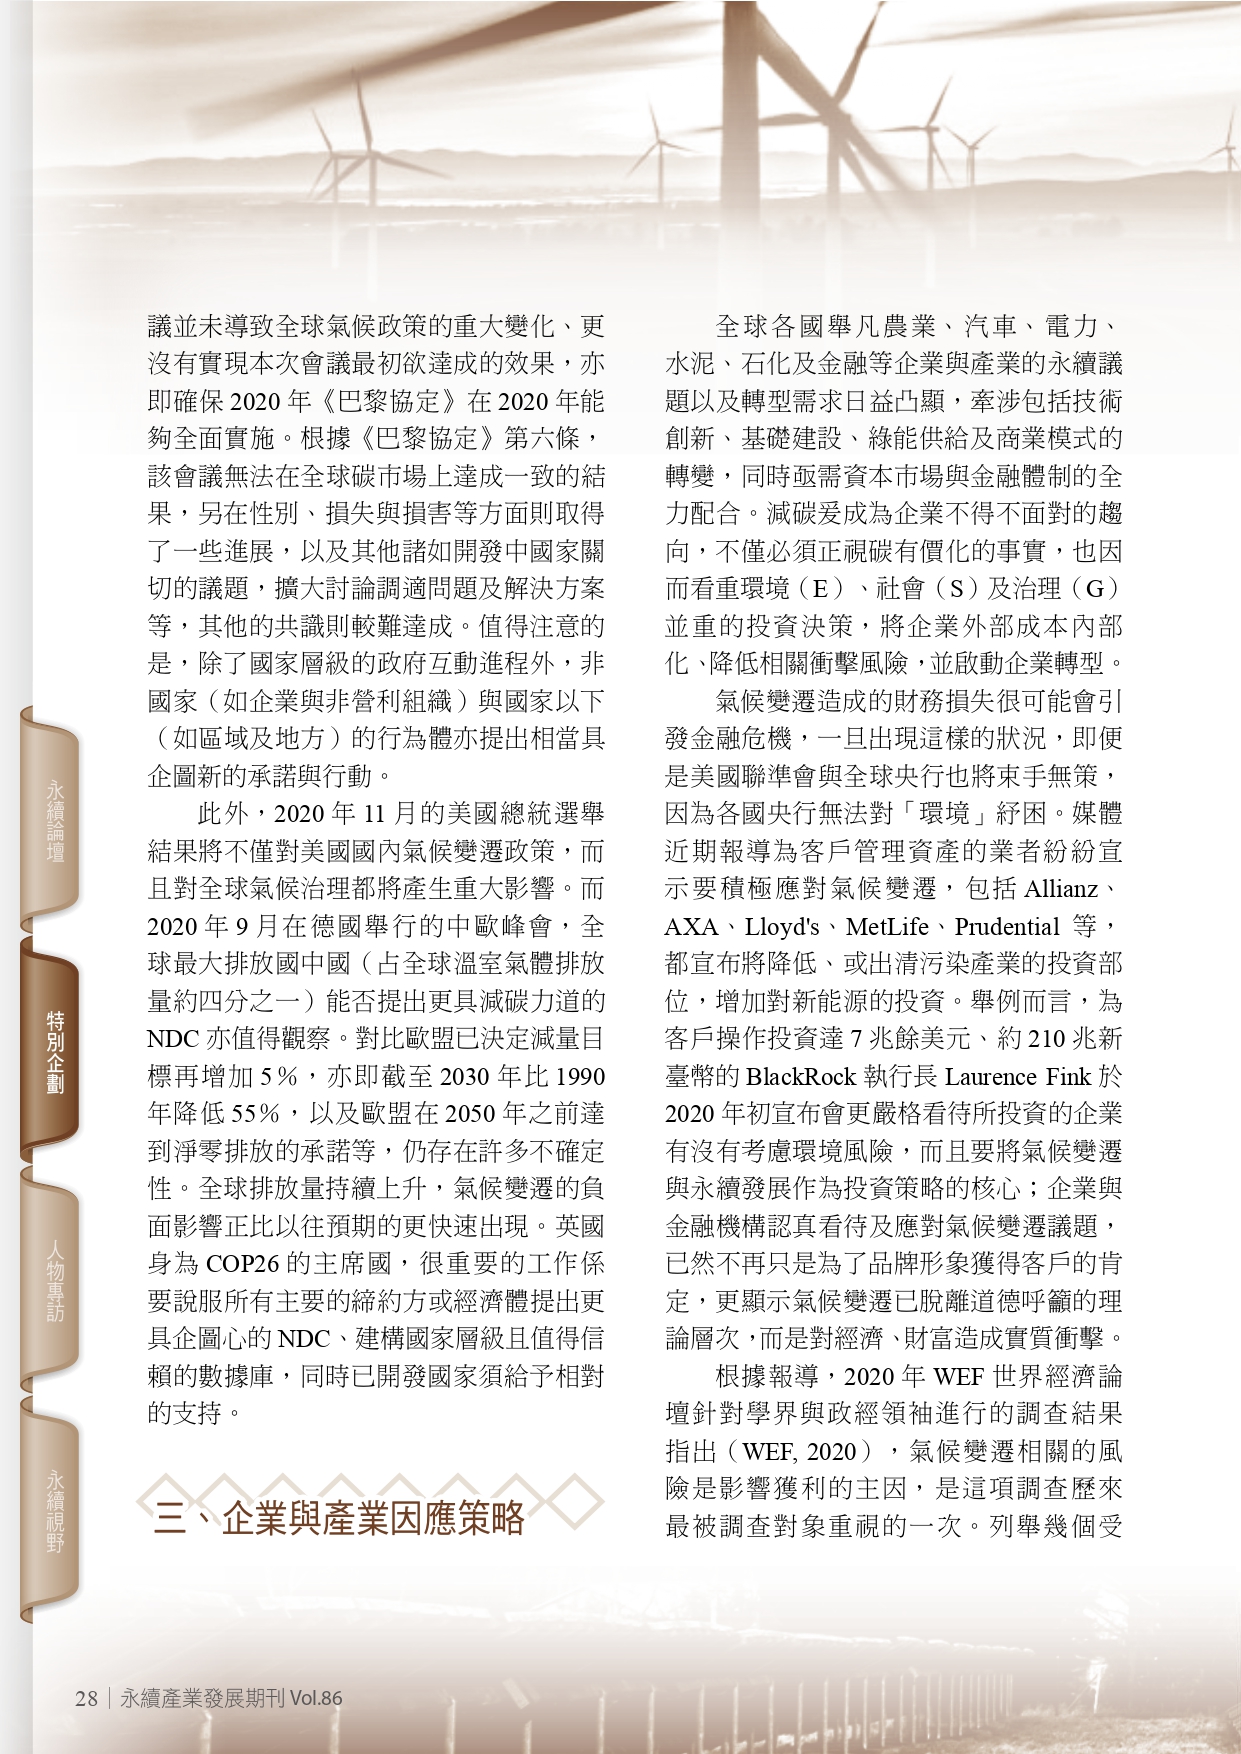 議並未導致全球氣候政策的重大變化、更
沒有實現本次會議最初欲達成的效果，亦
即確保 2020 年《巴黎協定》在 2020 年能
夠全面實施。根據《巴黎協定》第六條，
該會議無法在全球碳市場上達成一致的結
果，另在性別、損失與損害等方面則取得
了一些進展，以及其他諸如開發中國家關
切的議題，擴大討論調適問題及解決方案
等，其他的共識則較難達成。值得注意的
是，除了國家層級的政府互動進程外，非
國家（如企業與非營利組織）與國家以下
（如區域及地方）的行為體亦提出相當具
企圖新的承諾與行動。
此外，2020 年 11 月的美國總統選舉
結果將不僅對美國國內氣候變遷政策，而
且對全球氣候治理都將產生重大影響。而
2020 年 9 月在德國舉行的中歐峰會，全
球最大排放國中國（占全球溫室氣體排放
量約四分之一）能否提出更具減碳力道的
NDC 亦值得觀察。對比歐盟已決定減量目
標再增加 5％，亦即截至 2030 年比 1990
年降低 55％，以及歐盟在 2050 年之前達
到淨零排放的承諾等，仍存在許多不確定
性。全球排放量持續上升，氣候變遷的負
面影響正比以往預期的更快速出現。英國
身為 COP26 的主席國，很重要的工作係
要說服所有主要的締約方或經濟體提出更
具企圖心的 NDC、建構國家層級且值得信
賴的數據庫，同時已開發國家須給予相對
的支持。
三、企業與產業因應策略
全球各國舉凡農業、汽車、電力、
水泥、石化及金融等企業與產業的永續議
題以及轉型需求日益凸顯，牽涉包括技術
創新、基礎建設、綠能供給及商業模式的
轉變，同時亟需資本市場與金融體制的全
力配合。減碳爰成為企業不得不面對的趨
向，不僅必須正視碳有價化的事實，也因
而看重環境（E）、社會（S）及治理（G）
並重的投資決策，將企業外部成本內部
化、降低相關衝擊風險，並啟動企業轉型。
氣候變遷造成的財務損失很可能會引
發金融危機，一旦出現這樣的狀況，即便
是美國聯準會與全球央行也將束手無策，
因為各國央行無法對「環境」紓困。媒體
近期報導為客戶管理資產的業者紛紛宣
示要積極應對氣候變遷，包括 Allianz、
AXA、Lloyd's、MetLife、Prudential 等，
都宣布將降低、或出清污染產業的投資部
位，增加對新能源的投資。舉例而言，為
客戶操作投資達 7 兆餘美元、約 210 兆新
臺幣的 BlackRock 執行長 Laurence Fink 於
2020 年初宣布會更嚴格看待所投資的企業
有沒有考慮環境風險，而且要將氣候變遷
與永續發展作為投資策略的核心；企業與
金融機構認真看待及應對氣候變遷議題，
已然不再只是為了品牌形象獲得客戶的肯
定，更顯示氣候變遷已脫離道德呼籲的理
論層次，而是對經濟、財富造成實質衝擊。
根據報導，2020 年 WEF 世界經濟論
壇針對學界與政經領袖進行的調查結果
指出（WEF, 2020），氣候變遷相關的風
險是影響獲利的主因，是這項調查歷來
最被調查對象重視的一次。列舉幾個受
永續論壇
特別企劃
人物專訪
永續視野
28｜永續產業發展期刊 Vol.86